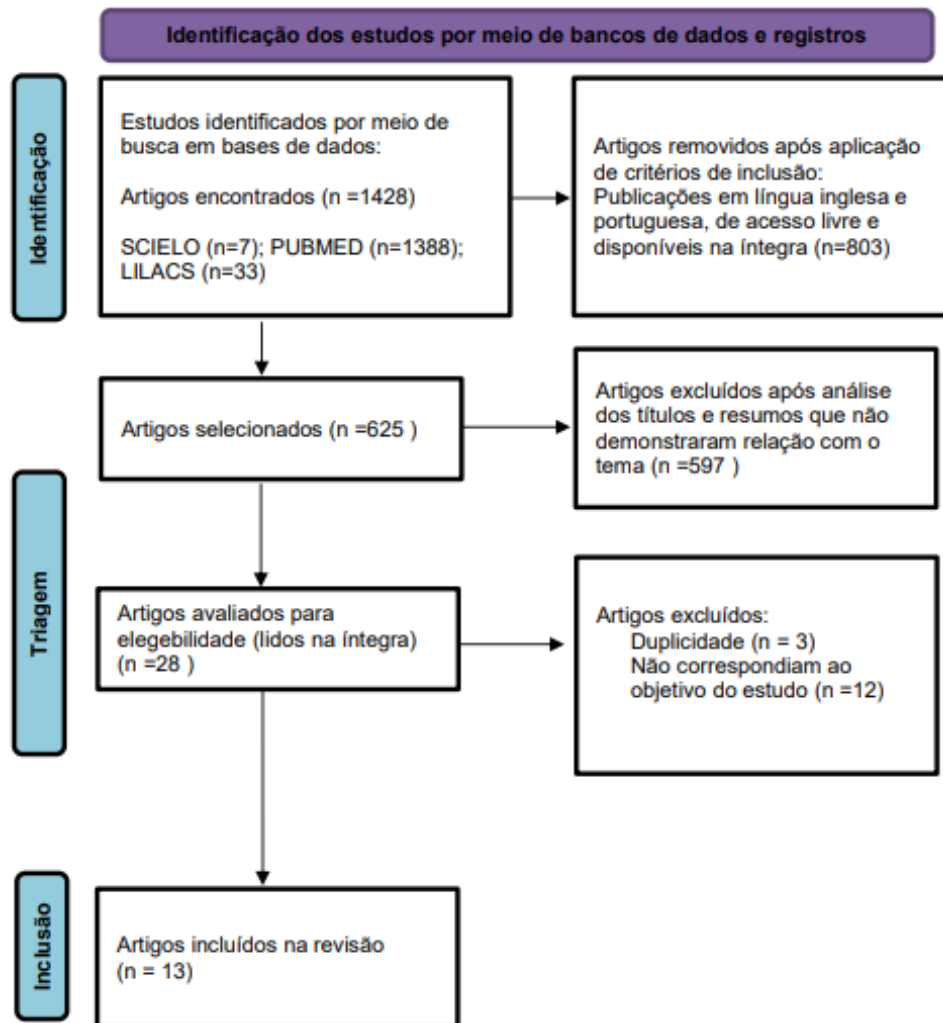 Identificação dos estudos por meio de bancos de dados e registros
Identificação
Estudos identificados por meio de
busca em bases de dados:
Artigos encontrados (n =1428)
SCIELO (n=7); PUBMED (n=1388);
LILACS (n=33)
Artigos removidos após aplicação
de critérios de inclusão:
Publicações em língua inglesa e
portuguesa, de acesso livre e
disponíveis na íntegra (n=803)
Artigos selecionados (n =625 )
Artigos excluídos após análise
dos títulos e resumos que não
demonstraram relação com o
tema (n =597 )
Triagem
Artigos avaliados para
elegebilidade (lidos na íntegra)
(n =28 )
Artigos excluídos:
Duplicidade (n = 3)
Não correspondiam ao
objetivo do estudo (n =12)
Inclusão
Artigos incluídos na revisão
(n = 13)